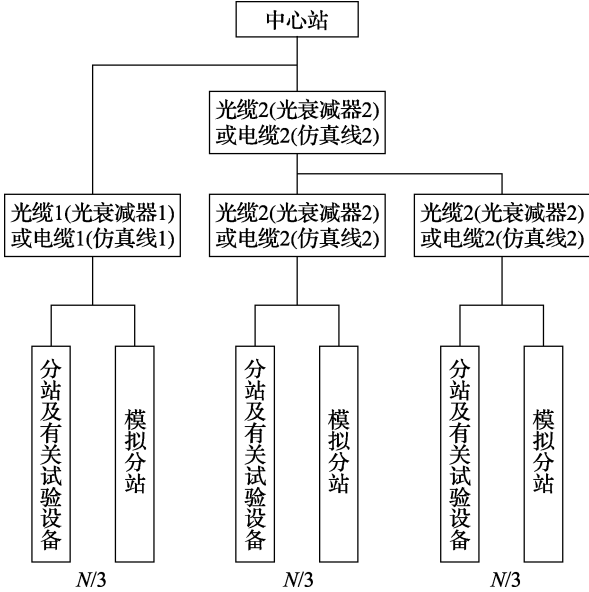 中心站
光缆2(光衰减器2)
或电缆2(仿真线2)
光缆1(光衰减器1)
或电缆1(仿真线1)
光缆2(光衰减器2)
或电缆2(仿真线2)
光缆2(光衰减器2)
或电缆2(仿真线2)
分站及有关试验设备
模拟分站
分站及有关试验设备
模拟分站
分站及有关试验设备
模拟分站
N/3
N/3
N/3